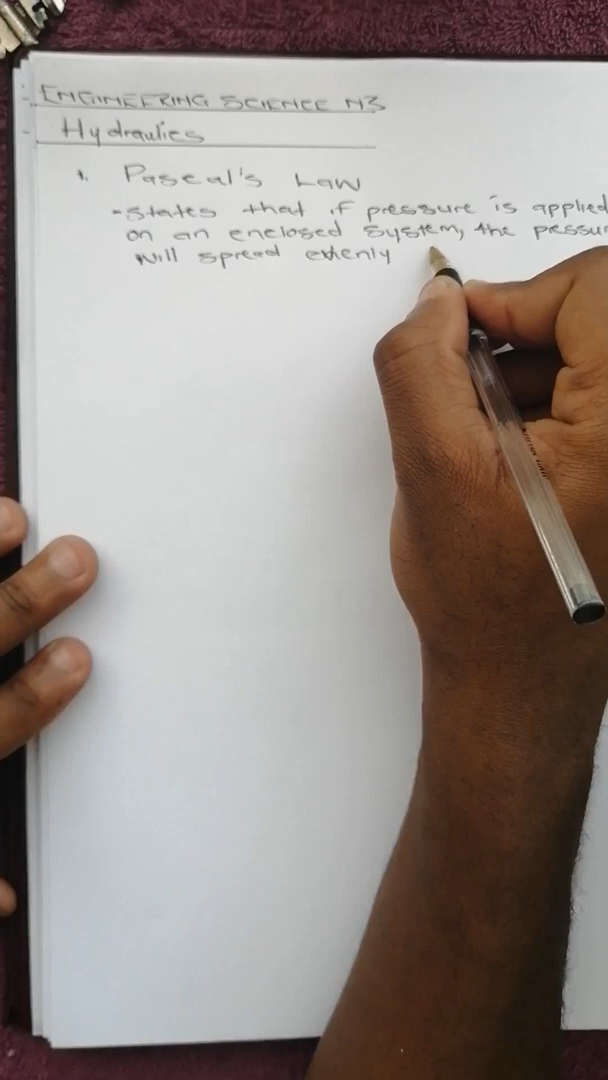 ENGINEERING SCIENCE N3
Hydraulics
1. Pascal's Law
-States that if pressure is applied
on an enclosed system, the pressur
will spread evenly